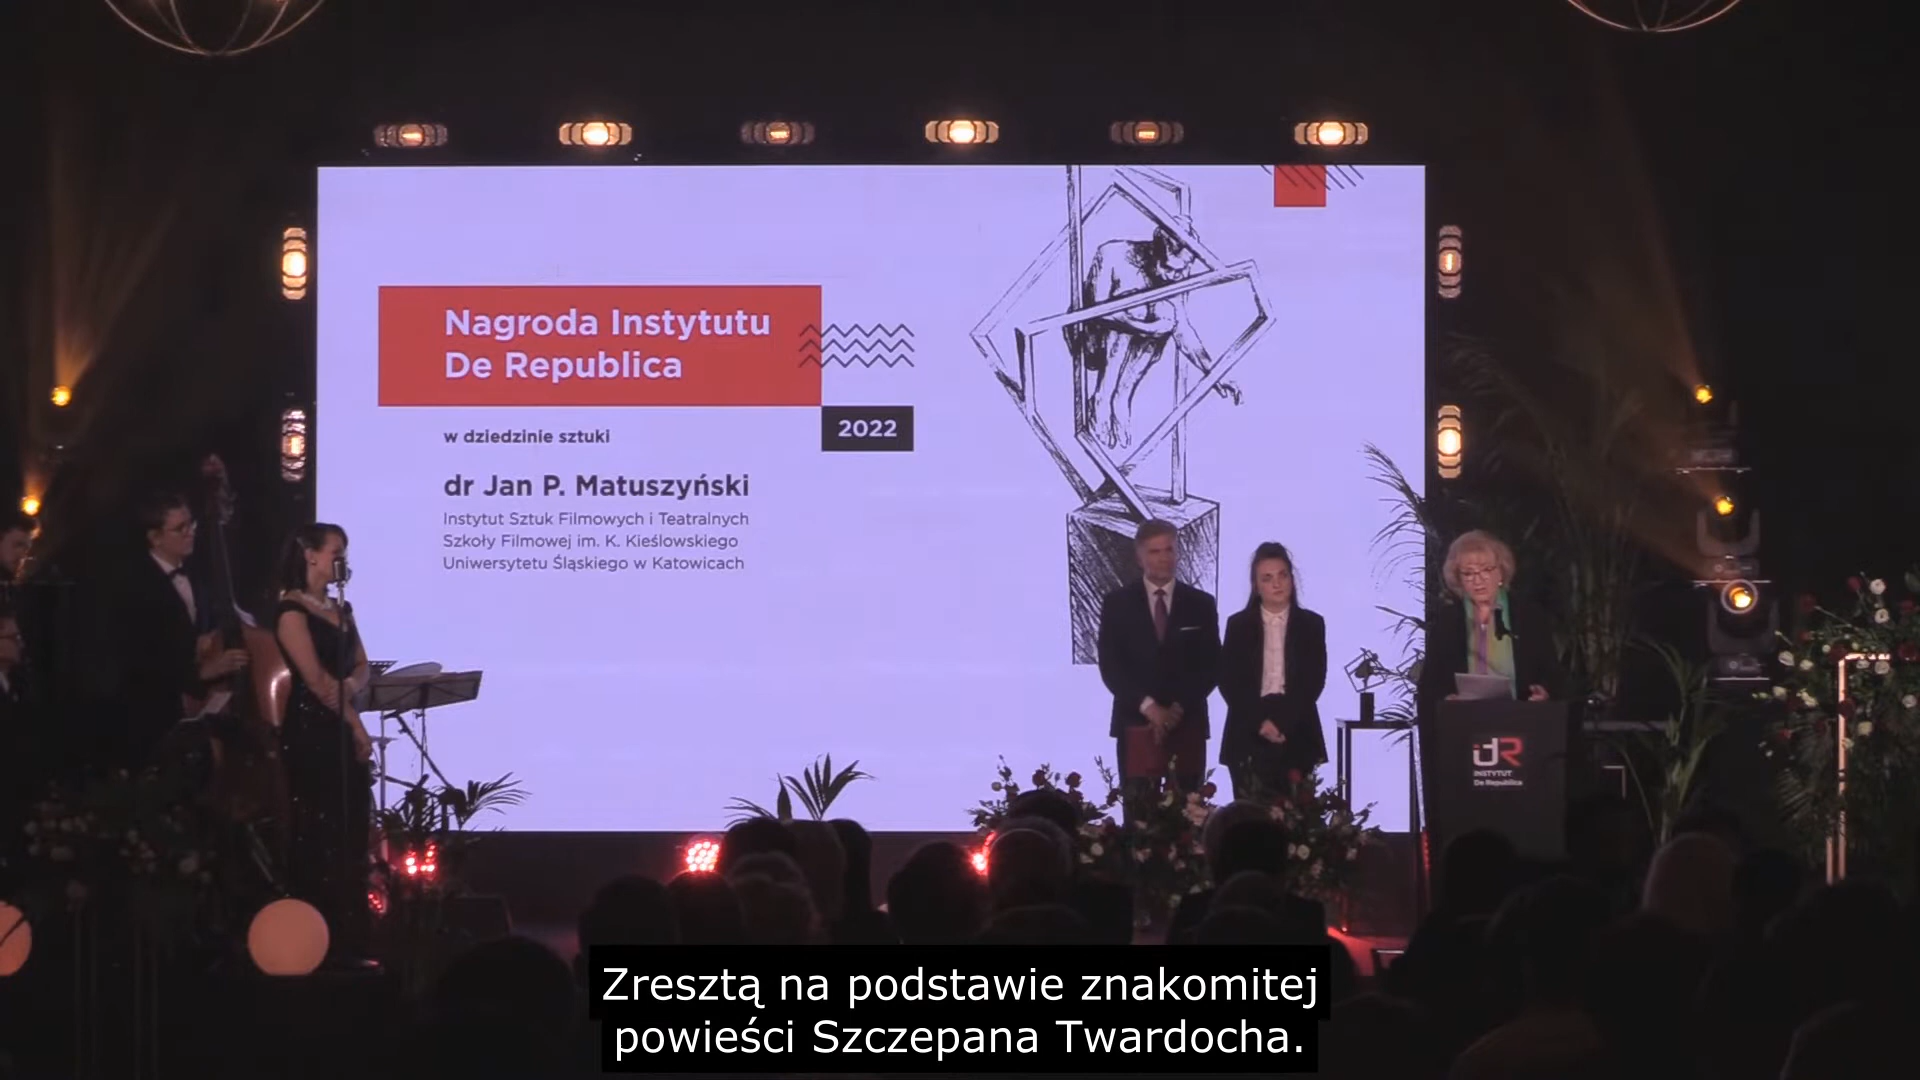 Nagroda Instytutu
De Republica
2022
w dziedzinie sztuki
dr Jan P. Matuszyński
Instytut Sztuk Filmowych i Teatralnych
Szkoły Filmowej im. K. Kieślowskiego
Uniwersytetu Śląskiego w Katowicach
idR
INSTYTUT
De Republica
Zresztą na podstawie znakomitej
powieści Szczepana Twardocha.